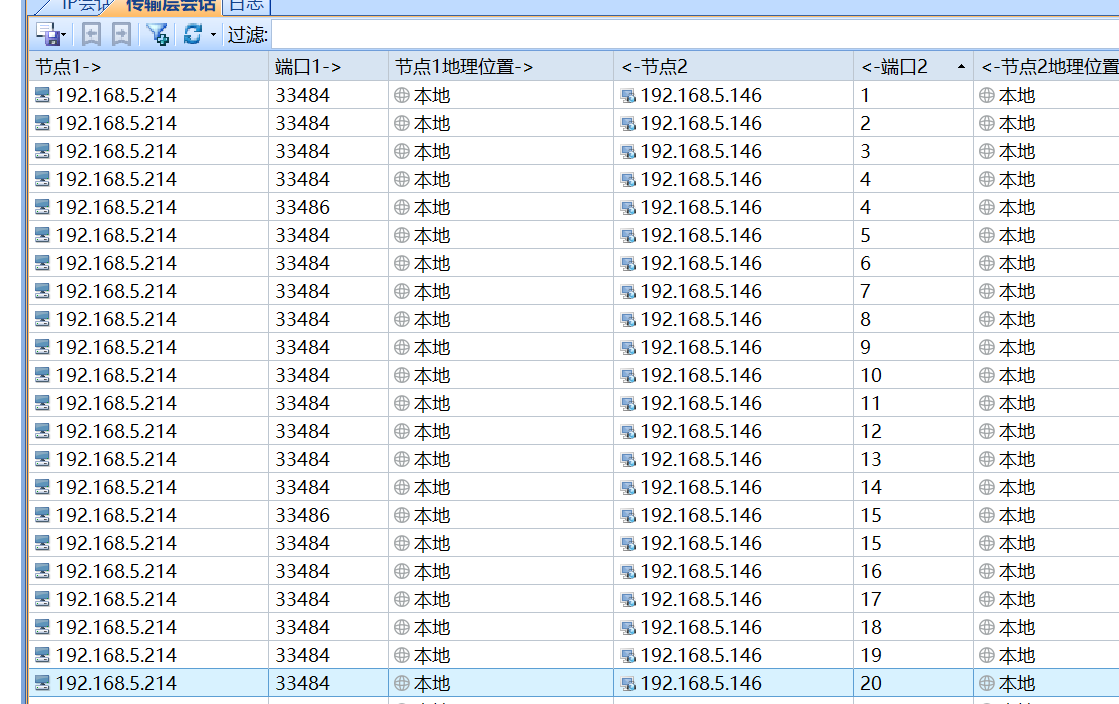 IP会话 传输层会话 日志
过滤:
节点1-> 端口1-> 节点1地理位置-> <-节点2 <-端口2 <-节点2地理位置
192.168.5.214 33484 本地 192.168.5.146 1 本地
192.168.5.214 33484 本地 192.168.5.146 2 本地
192.168.5.214 33484 本地 192.168.5.146 3 本地
192.168.5.214 33484 本地 192.168.5.146 4 本地
192.168.5.214 33486 本地 192.168.5.146 4 本地
192.168.5.214 33484 本地 192.168.5.146 5 本地
192.168.5.214 33484 本地 192.168.5.146 6 本地
192.168.5.214 33484 本地 192.168.5.146 7 本地
192.168.5.214 33484 本地 192.168.5.146 8 本地
192.168.5.214 33484 本地 192.168.5.146 9 本地
192.168.5.214 33484 本地 192.168.5.146 10 本地
192.168.5.214 33484 本地 192.168.5.146 11 本地
192.168.5.214 33484 本地 192.168.5.146 12 本地
192.168.5.214 33484 本地 192.168.5.146 13 本地
192.168.5.214 33484 本地 192.168.5.146 14 本地
192.168.5.214 33486 本地 192.168.5.146 15 本地
192.168.5.214 33484 本地 192.168.5.146 15 本地
192.168.5.214 33484 本地 192.168.5.146 16 本地
192.168.5.214 33484 本地 192.168.5.146 17 本地
192.168.5.214 33484 本地 192.168.5.146 18 本地
192.168.5.214 33484 本地 192.168.5.146 19 本地
192.168.5.214 33484 本地 192.168.5.146 20 本地